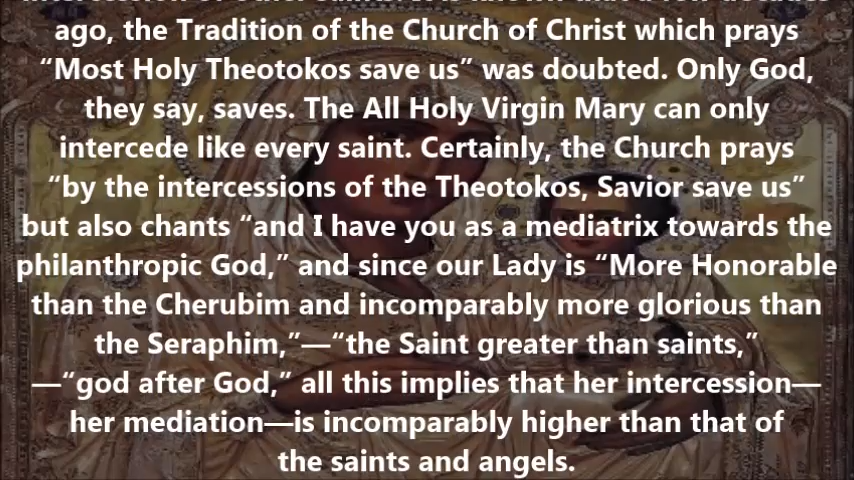 ago, the Tradition of the Church of Christ which prays
“Most Holy Theotokos save us” was doubted. Only God,
they say, saves. The All Holy Virgin Mary can only
intercede like every saint. Certainly, the Church prays
“by the intercessions of the Theotokos, Savior save us”
but also chants “and I have you as a mediatrix towards the
philanthropic God,” and since our Lady is “More Honorable
than the Cherubim and incomparably more glorious than
the Seraphim,”—“the Saint greater than saints,”
—“god after God,” all this implies that her intercession—
her mediation—is incomparably higher than that of
the saints and angels.